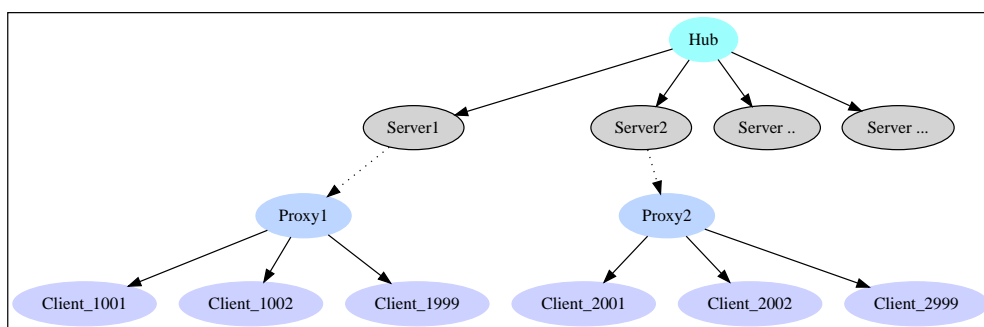 Hub
Server1
Server2
Server ..
Server ...
Proxy1
Proxy2
Client_1001
Client_1002
Client_1999
Client_2001
Client_2002
Client_2999